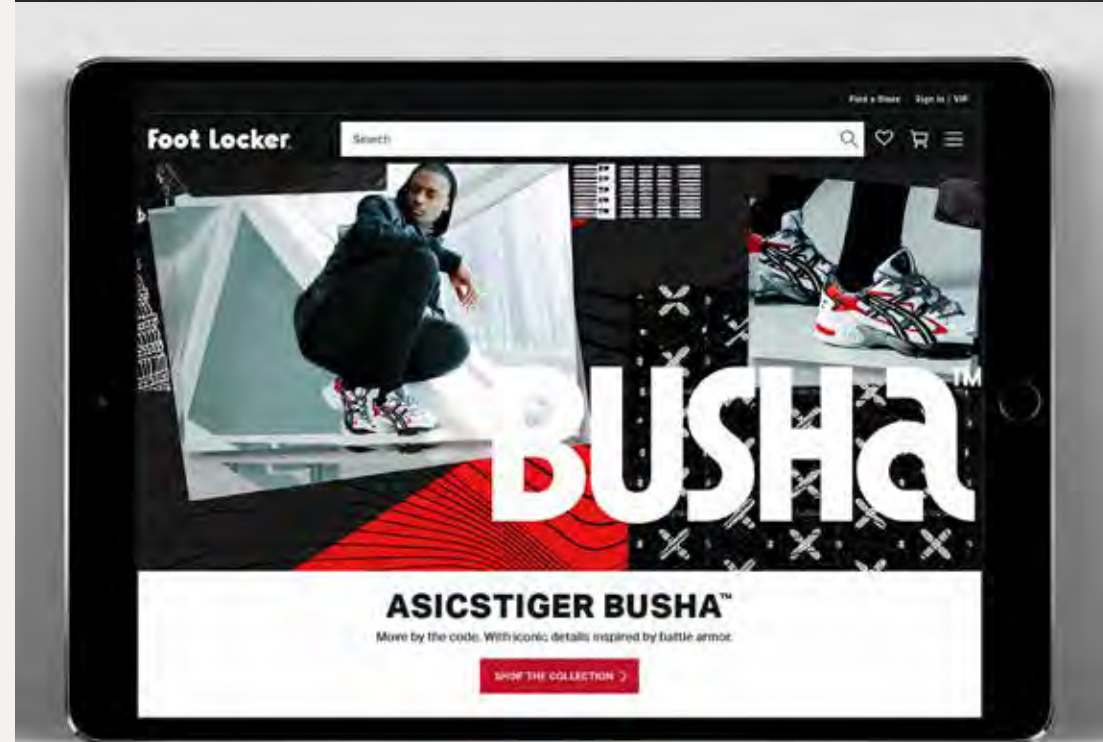 Find a Store Sign in / VIP
Foot Locker.
Search
BUSHA™
ASICSTIGER BUSHA™
Move by the code. With iconic details inspired by battle armor.
SHOP THE COLLECTION >